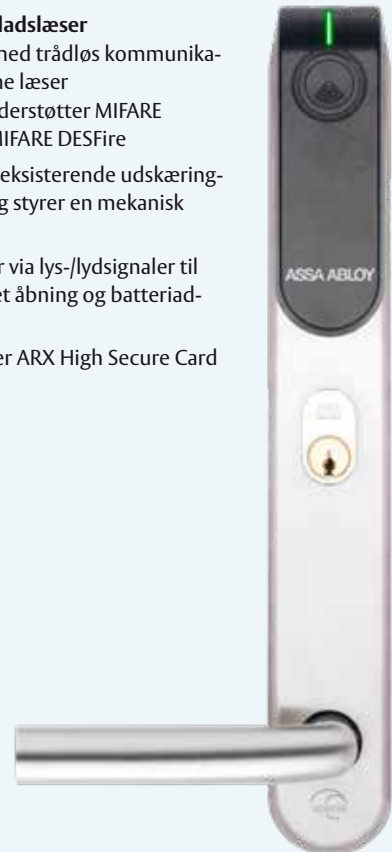 ladslæser
ned trådløs kommunika-
ne læser
derstøtter MIFARE
MIFARE DESFire
eksisterende udskæring-
g styrer en mekanisk
r via lys-/lydsignaler til
et åbning og batteriad-
er ARX High Secure Card
ASSA ABLOY